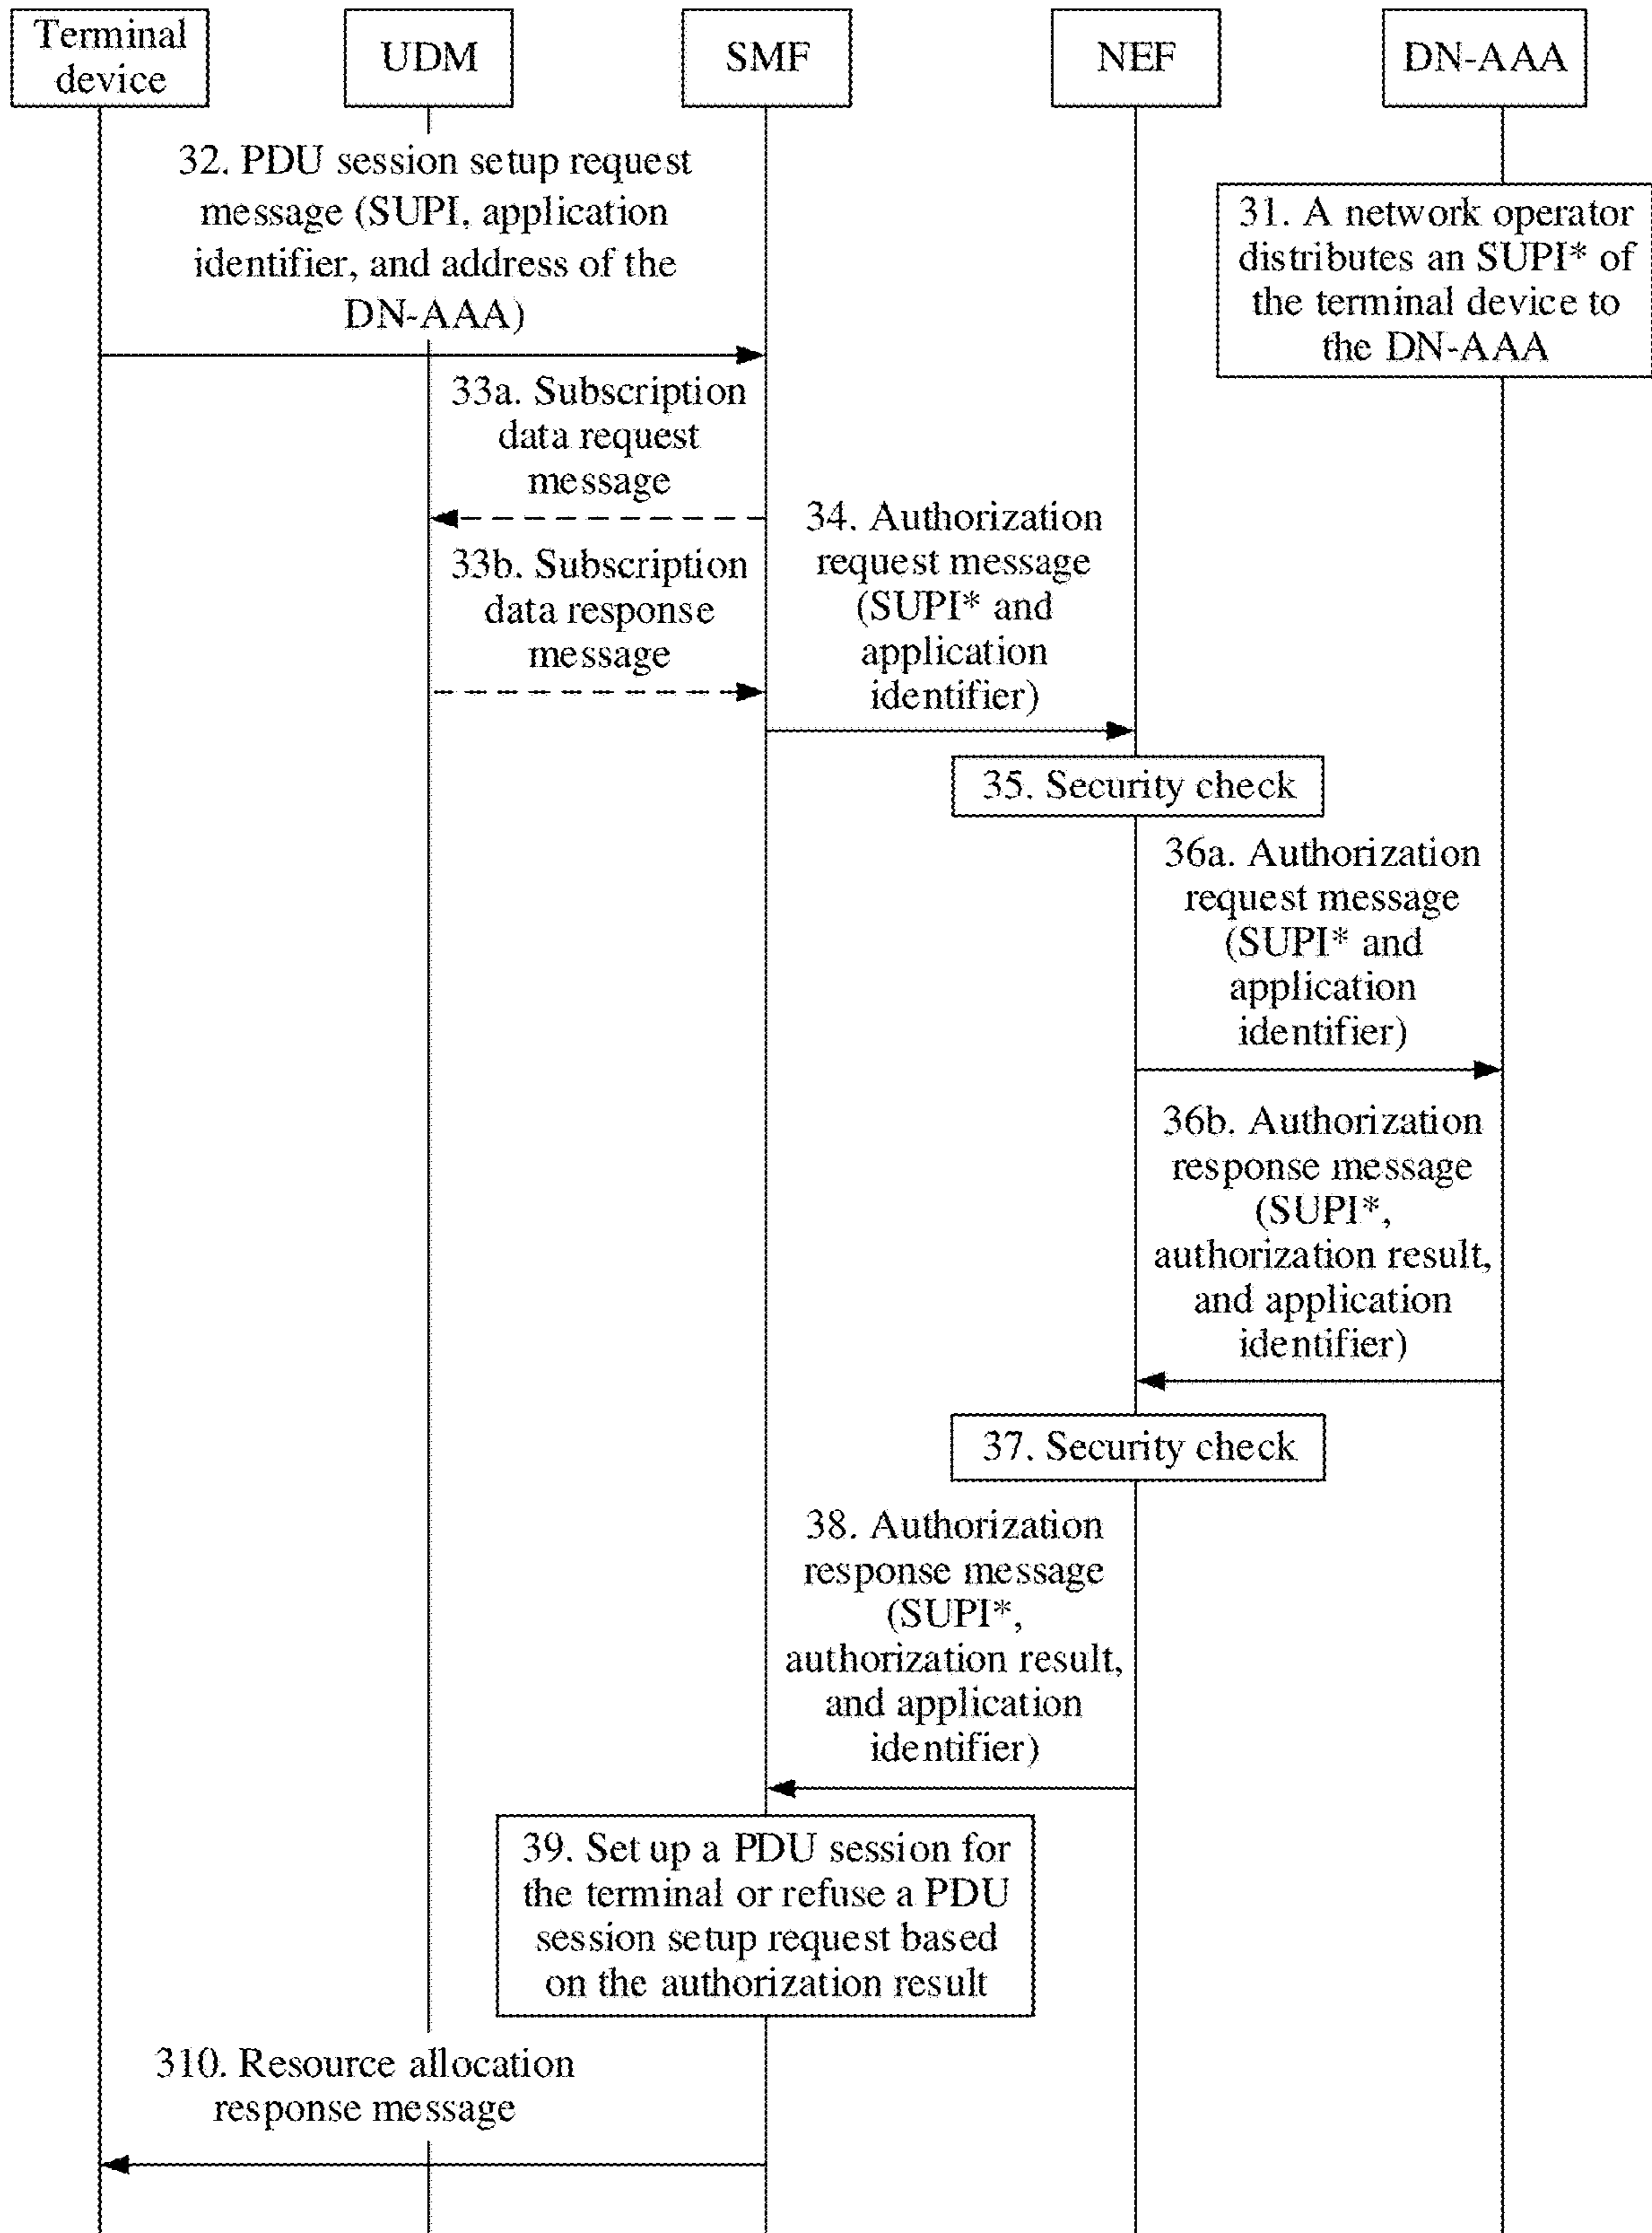 Terminal
device
UDM
SMF
NEF
DN-AAA
31. A network operator
distributes an SUPI* of
the terminal device to
the DN-AAA
32. PDU session setup request
message (SUPI, application
identifier, and address of the
DN-AAA)
33a. Subscription
data request
message
33b. Subscription
data response
message
34. Authorization
request message
(SUPI* and
application
identifier)
35. Security check
36a. Authorization
request message
(SUPI* and
application
identifier)
36b. Authorization
response message
(SUPI*,
authorization result,
and application
identifier)
37. Security check
38. Authorization
response message
(SUPI*,
authorization result,
and application
identifier)
39. Set up a PDU session for
the terminal or refuse a PDU
session setup request based
on the authorization result
310. Resource allocation
response message